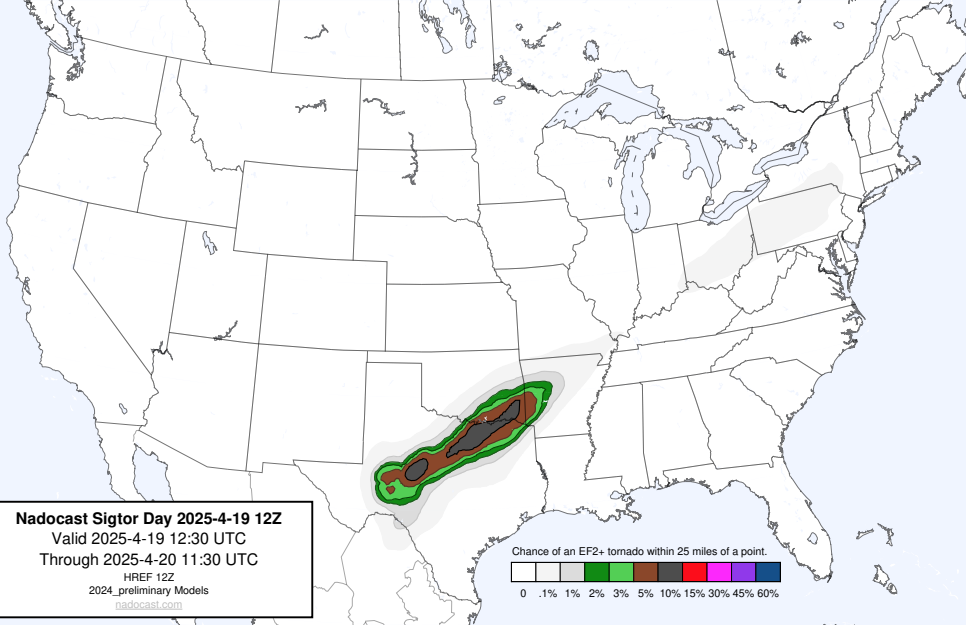 Nadocast Sigtor Day 2025-4-19 12Z
Valid 2025-4-19 12:30 UTC
Through 2025-4-20 11:30 UTC
HREF 12Z
2024_preliminary Models
nadocast.com
Chance of an EF2+ tornado within 25 miles of a point.
0 .1% 1% 2% 3% 5% 10% 15% 30% 45% 60%